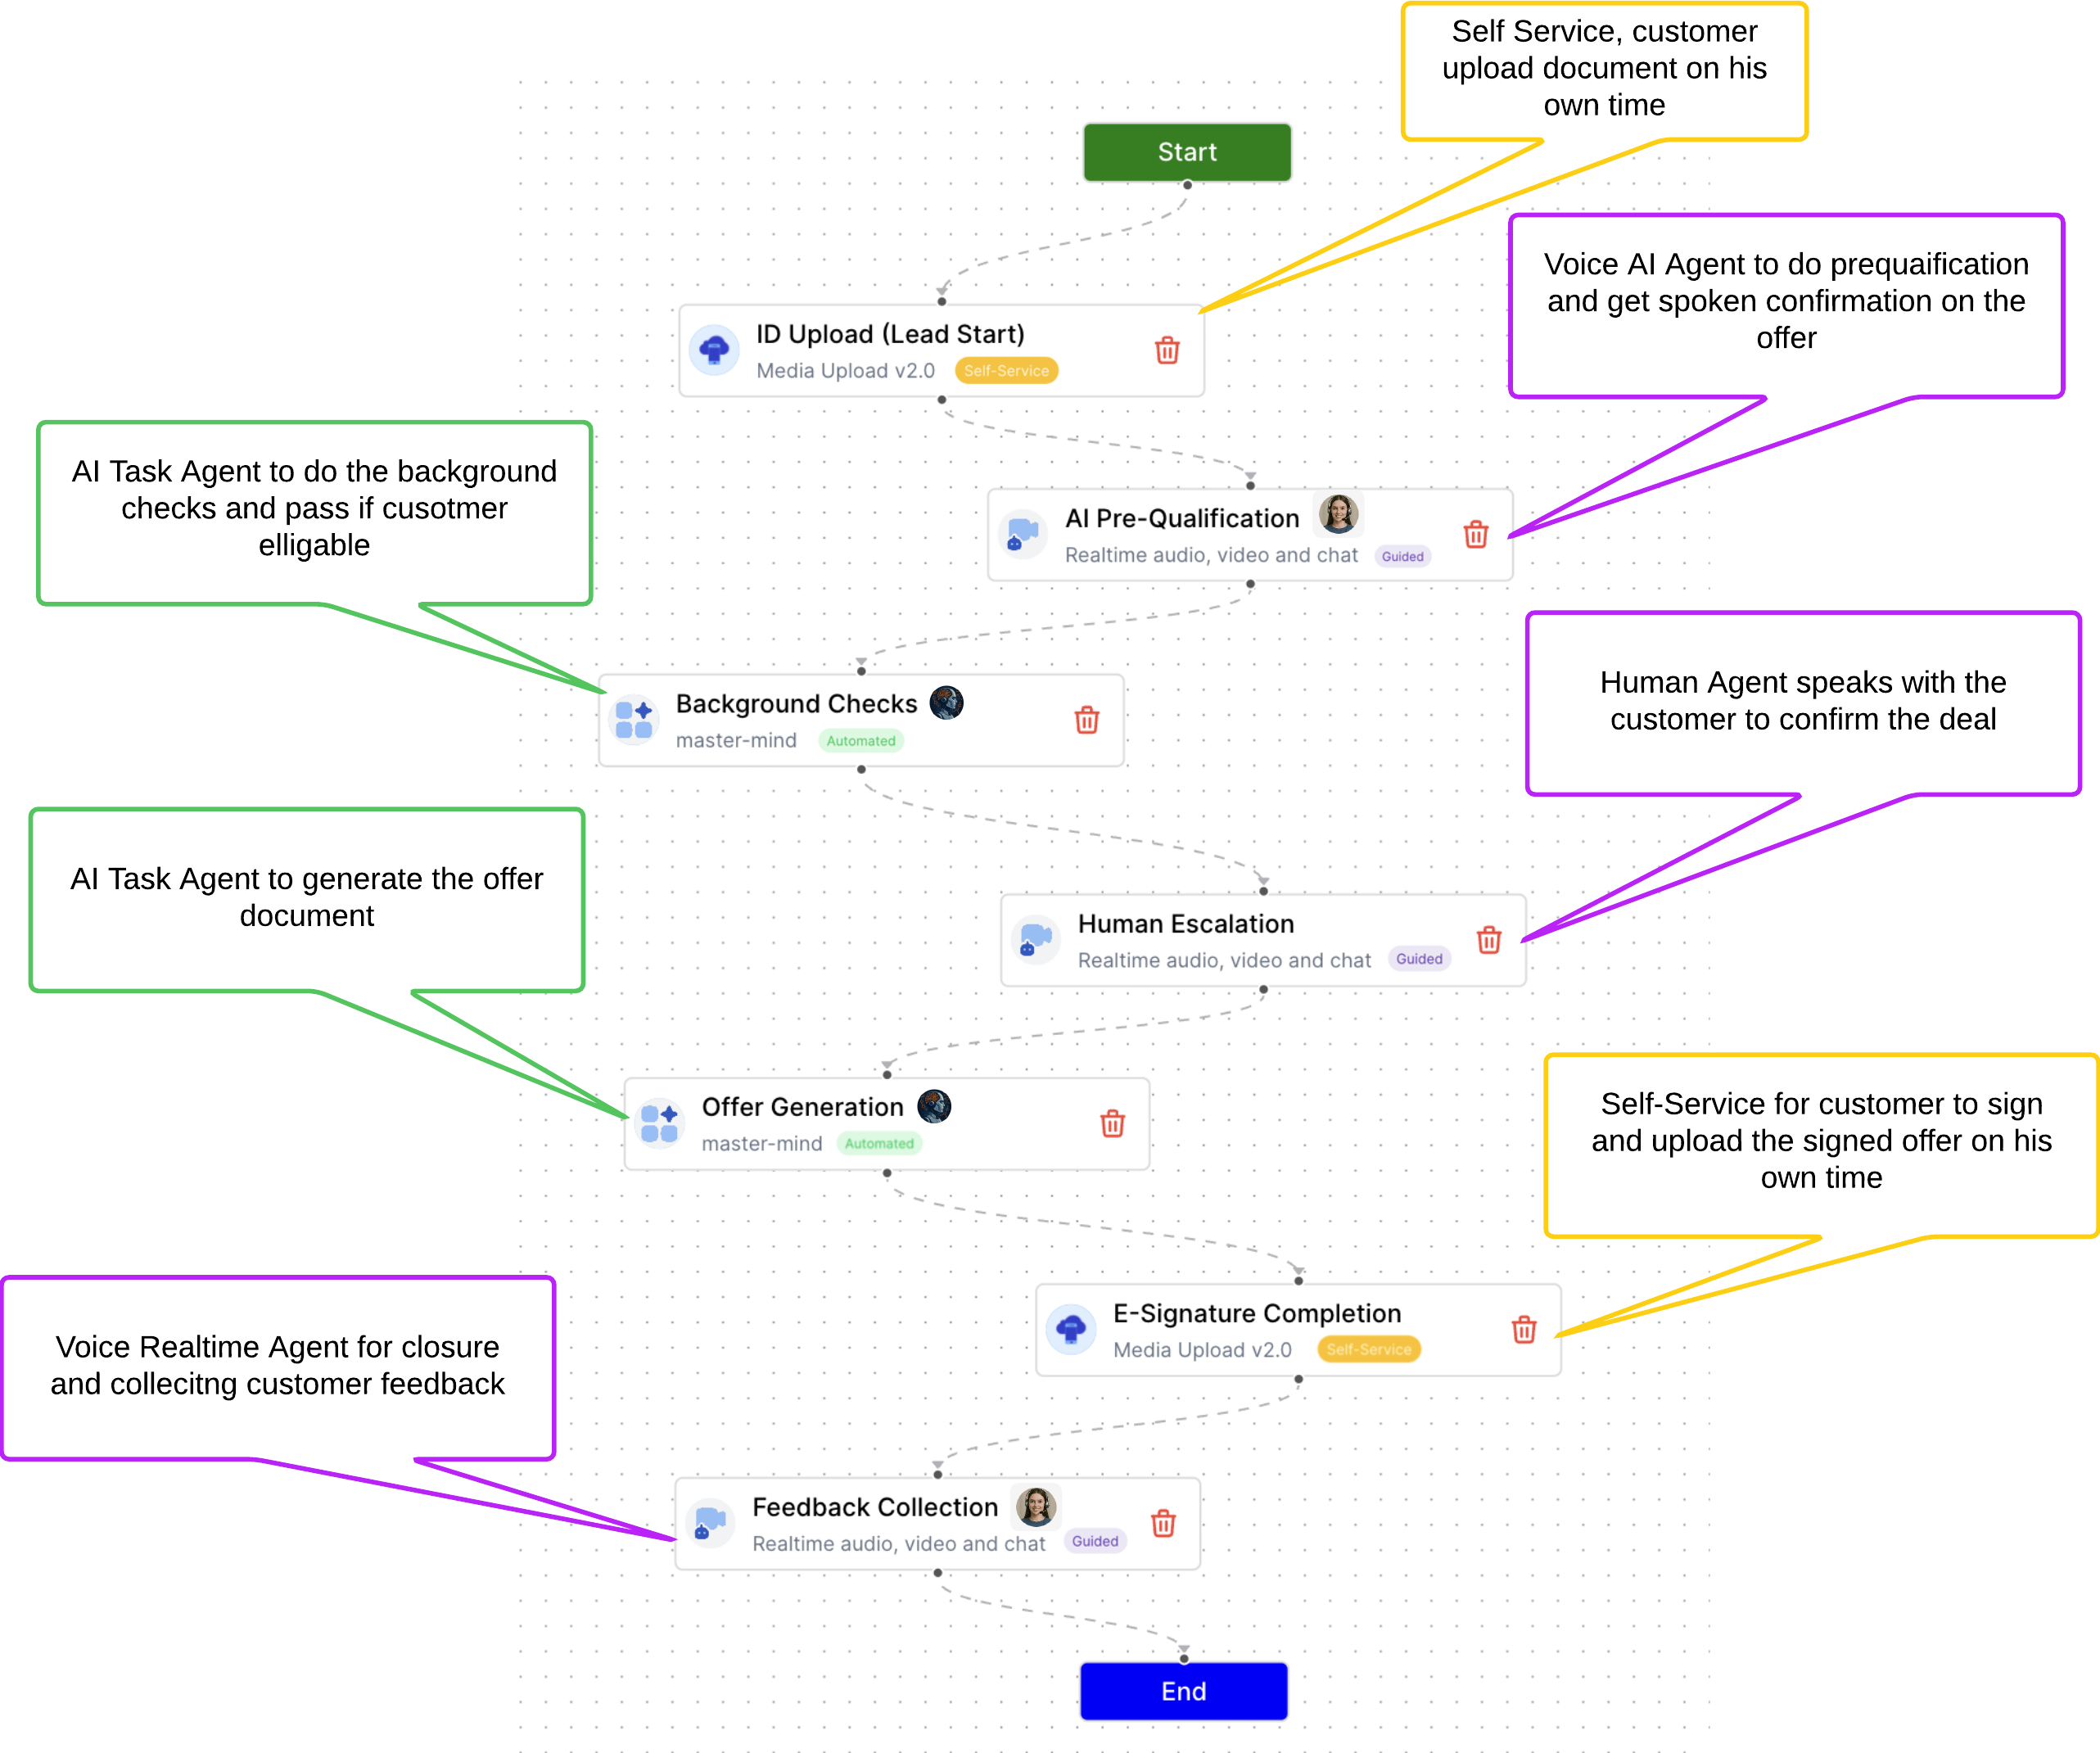 Self Service, customer
upload document on his
own time
Start
Voice AI Agent to do prequaification
and get spoken confirmation on the
offer
ID Upload (Lead Start)
Media Upload v2.0 Self-Service
AI Task Agent to do the background
checks and pass if cusotmer
elligable
AI Pre-Qualification
Realtime audio, video and chat Guided
Human Agent speaks with the
customer to confirm the deal
Background Checks
master-mind Automated
AI Task Agent to generate the offer
document
Human Escalation
Realtime audio, video and chat Guided
Self-Service for customer to sign
and upload the signed offer on his
own time
Offer Generation
master-mind Automated
Voice Realtime Agent for closure
and collecitng customer feedback
E-Signature Completion
Media Upload v2.0 Self-Service
Feedback Collection
Realtime audio, video and chat Guided
End